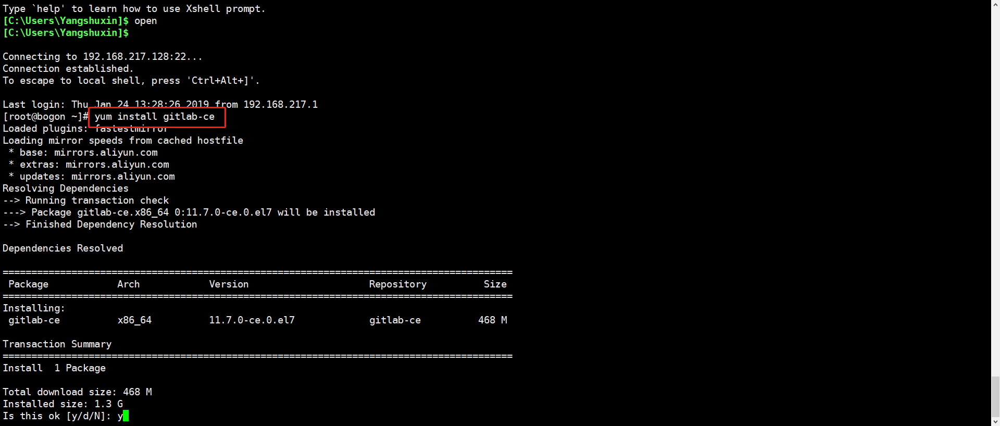 Type `help' to learn how to use Xshell prompt.
[C:\Users\Yangshuxin]$ open
[C:\Users\Yangshuxin]$
Connecting to 192.168.217.128:22...
Connection established.
To escape to local shell, press 'Ctrl+Alt+]'.
Last login: Thu Jan 24 13:28:26 2019 from 192.168.217.1
[root@bogon ~]# yum install gitlab-ce
Loaded plugins: fastestmirror
Loading mirror speeds from cached hostfile
 * base: mirrors.aliyun.com
 * extras: mirrors.aliyun.com
 * updates: mirrors.aliyun.com
Resolving Dependencies
--> Running transaction check
---> Package gitlab-ce.x86_64 0:11.7.0-ce.0.el7 will be installed
--> Finished Dependency Resolution
Dependencies Resolved
=========================================================================================
 Package            Arch            Version                     Repository          Size
=========================================================================================
Installing:
 gitlab-ce          x86_64          11.7.0-ce.0.el7             gitlab-ce          468 M
Transaction Summary
=========================================================================================
Install  1 Package
Total download size: 468 M
Installed size: 1.3 G
Is this ok [y/d/N]: y